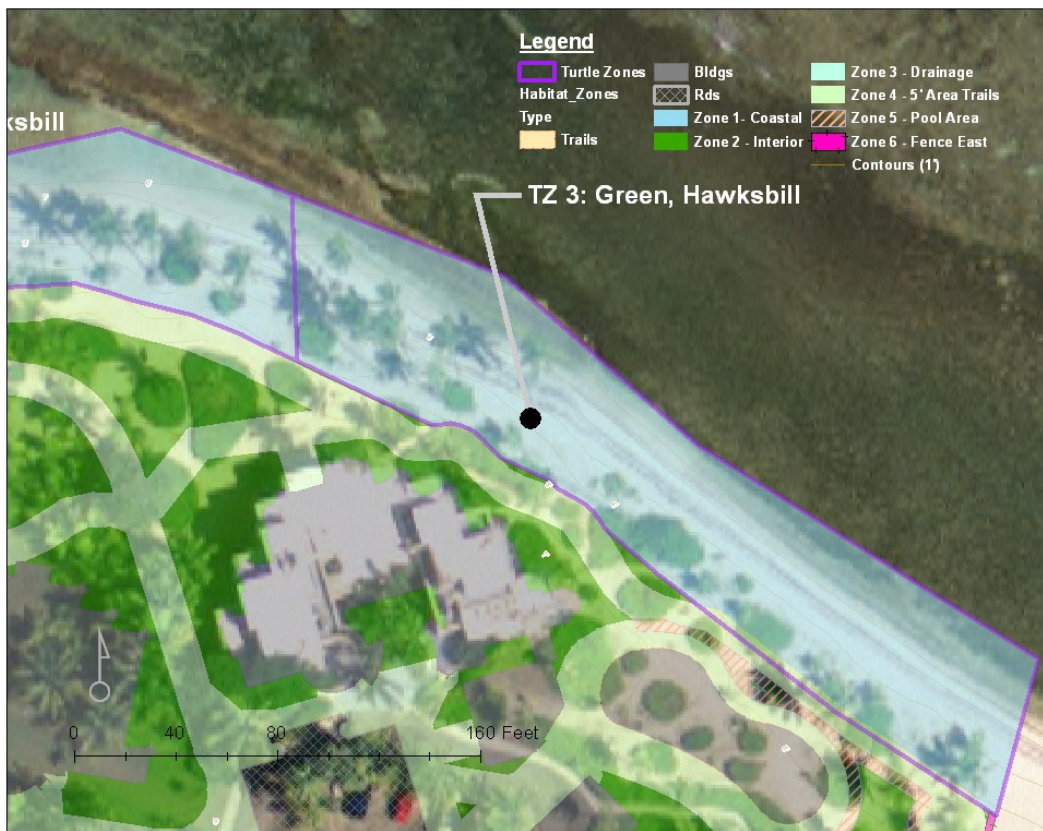 Legend
Turtle Zones
Habitat_Zones
Type
Trails
Bldgs
Rds
Zone 1- Coastal
Zone 2 - Interior
Zone 3 - Drainage
Zone 4 - 5' Area Trails
Zone 5 - Pool Area
Zone 6 - Fence East
Contours (1')
ksbill
TZ 3: Green, Hawksbill
0 40 80 160 Feet